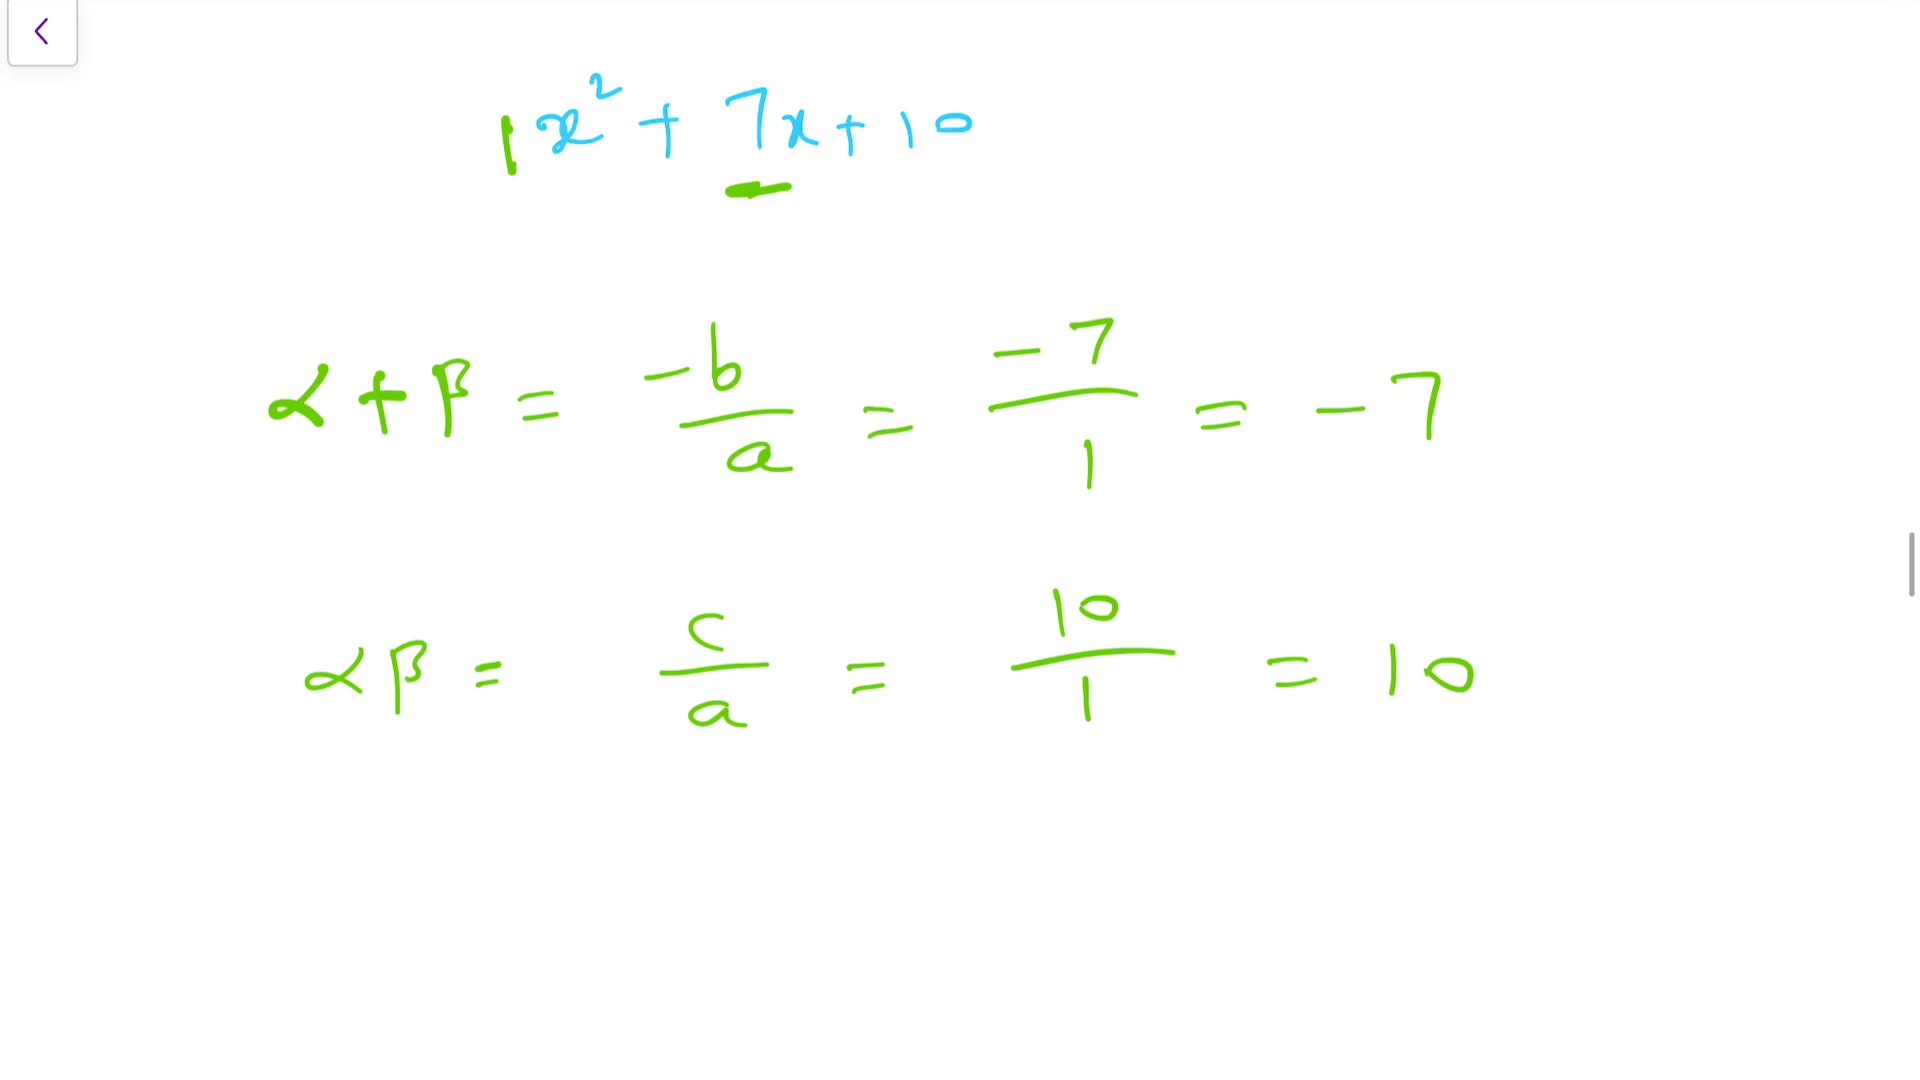 1x² + 7x + 10
α + β = -b/a = -7/1 = -7
αβ = c/a = 10/1 = 10